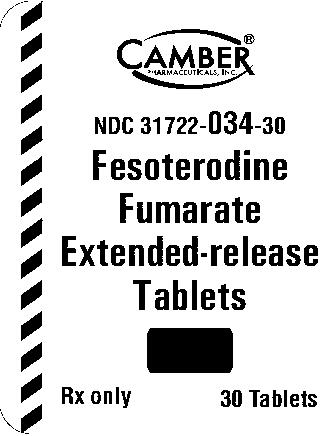 CAMBER®
PHARMACEUTICALS, INC.
NDC 31722-034-30
Fesoterodine
Fumarate
Extended-release
Tablets
Rx only 30 Tablets